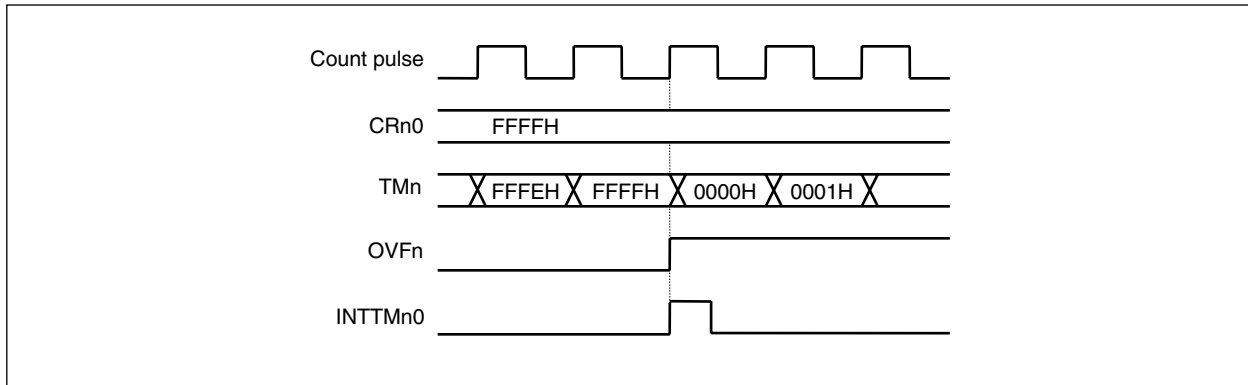 Count pulse
CRn0 FFFFH
TMn FFFEH FFFFH 0000H 0001H
OVFn
INTTMn0